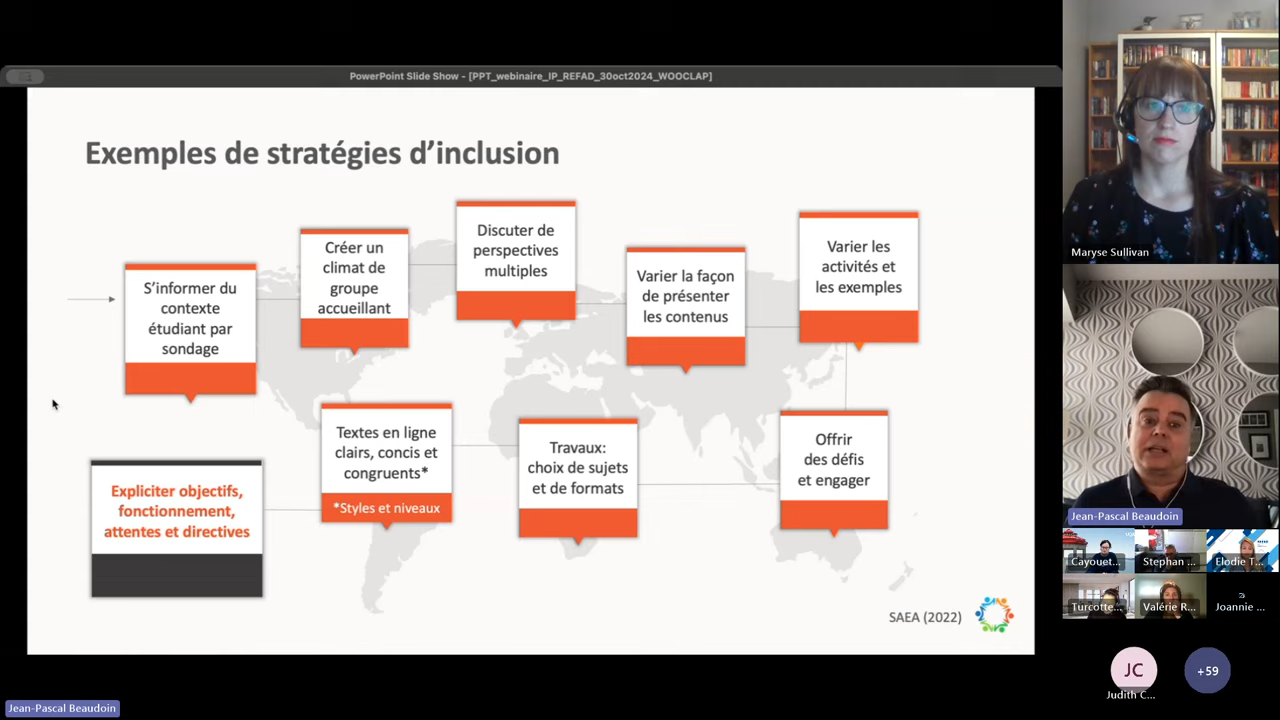 PowerPoint Slide Show - [PPT_webinaire_IP_REFAD_30oct2024_WOOCLAP]
Exemples de stratégies d’inclusion
S’informer du
contexte
étudiant par
sondage
Créer un
climat de
groupe
accueillant
Discuter de
perspectives
multiples
Varier la façon
de présenter
les contenus
Varier les
activités et
les exemples
Offrir
des défis
et engager
Travaux:
choix de sujets
et de formats
Textes en ligne
clairs, concis et
congruents*
*Styles et niveaux
Expliciter objectifs,
fonctionnement,
attentes et directives
SAEA (2022)
Maryse Sullivan
Jean-Pascal Beaudoin
Cayouet...
Stephan ...
Elodie T...
Turcotte...
Valérie R...
Joannie ...
JC
+59
Judith C...
Jean-Pascal Beaudoin